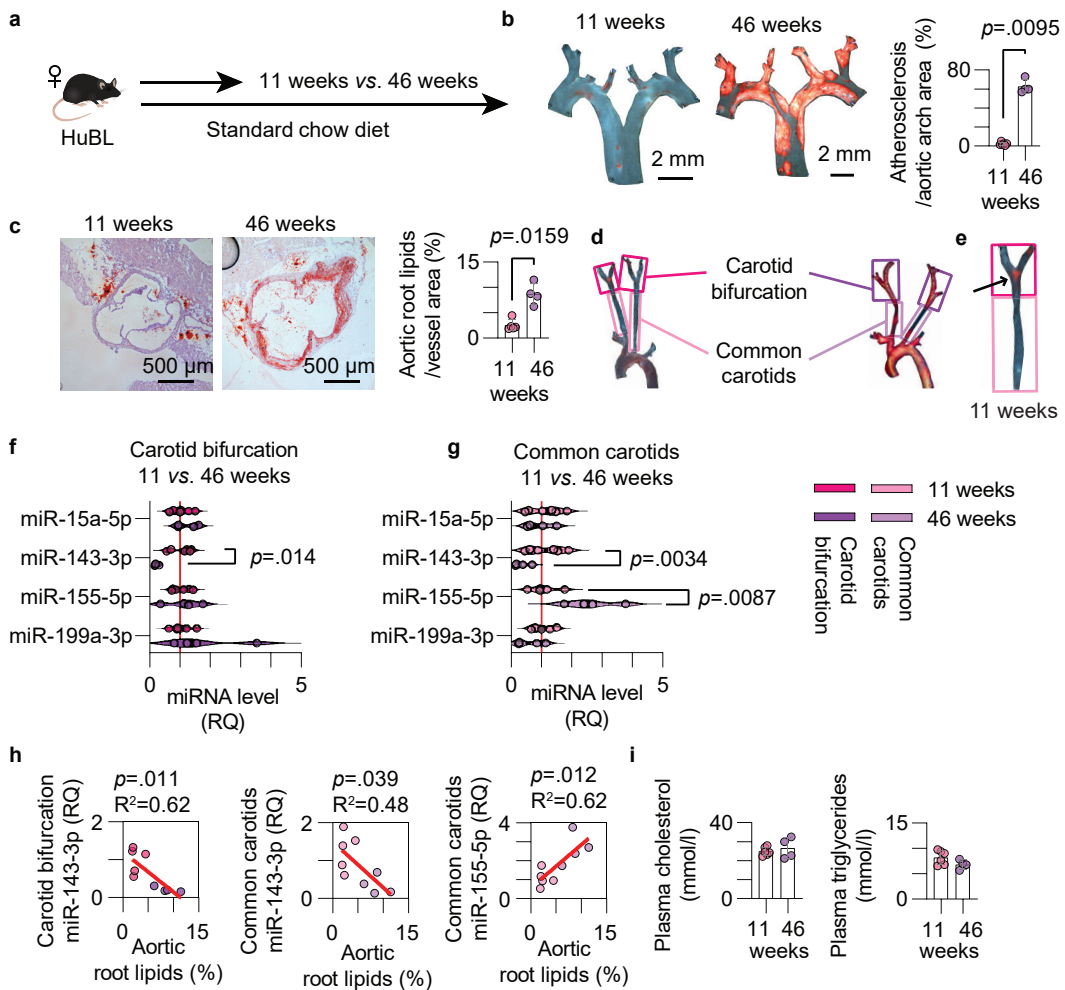 a
♀
HuBL
11 weeks vs. 46 weeks
Standard chow diet
b
11 weeks
46 weeks
2 mm
2 mm
Atherosclerosis
/aortic arch area (%)
p=.0095
80
0
11 46
weeks
c
11 weeks
46 weeks
500 µm
500 µm
Aortic root lipids
/vessel area (%)
p=.0159
15
0
11 46
weeks
d
Carotid
bifurcation
Common
carotids
e
11 weeks
f
Carotid bifurcation
11 vs. 46 weeks
miR-15a-5p
miR-143-3p
miR-155-5p
miR-199a-3p
p=.014
0 5
miRNA level
(RQ)
g
Common carotids
11 vs. 46 weeks
miR-15a-5p
miR-143-3p
miR-155-5p
miR-199a-3p
p=.0034
p=.0087
0 5
miRNA level
(RQ)
11 weeks
46 weeks
Carotid
bifurcation
Common
carotids
h
Carotid bifurcation
miR-143-3p (RQ)
p=.011
R²=0.62
2
0
0 15
Aortic
root lipids (%)
Common carotids
miR-143-3p (RQ)
p=.039
R²=0.48
2
0
0 15
Aortic
root lipids (%)
Common carotids
miR-155-5p (RQ)
p=.012
R²=0.62
4
0
0 15
Aortic
root lipids (%)
i
Plasma cholesterol
(mmol/l)
40
0
11 46
weeks
Plasma triglycerides
(mmol/l)
15
0
11 46
weeks